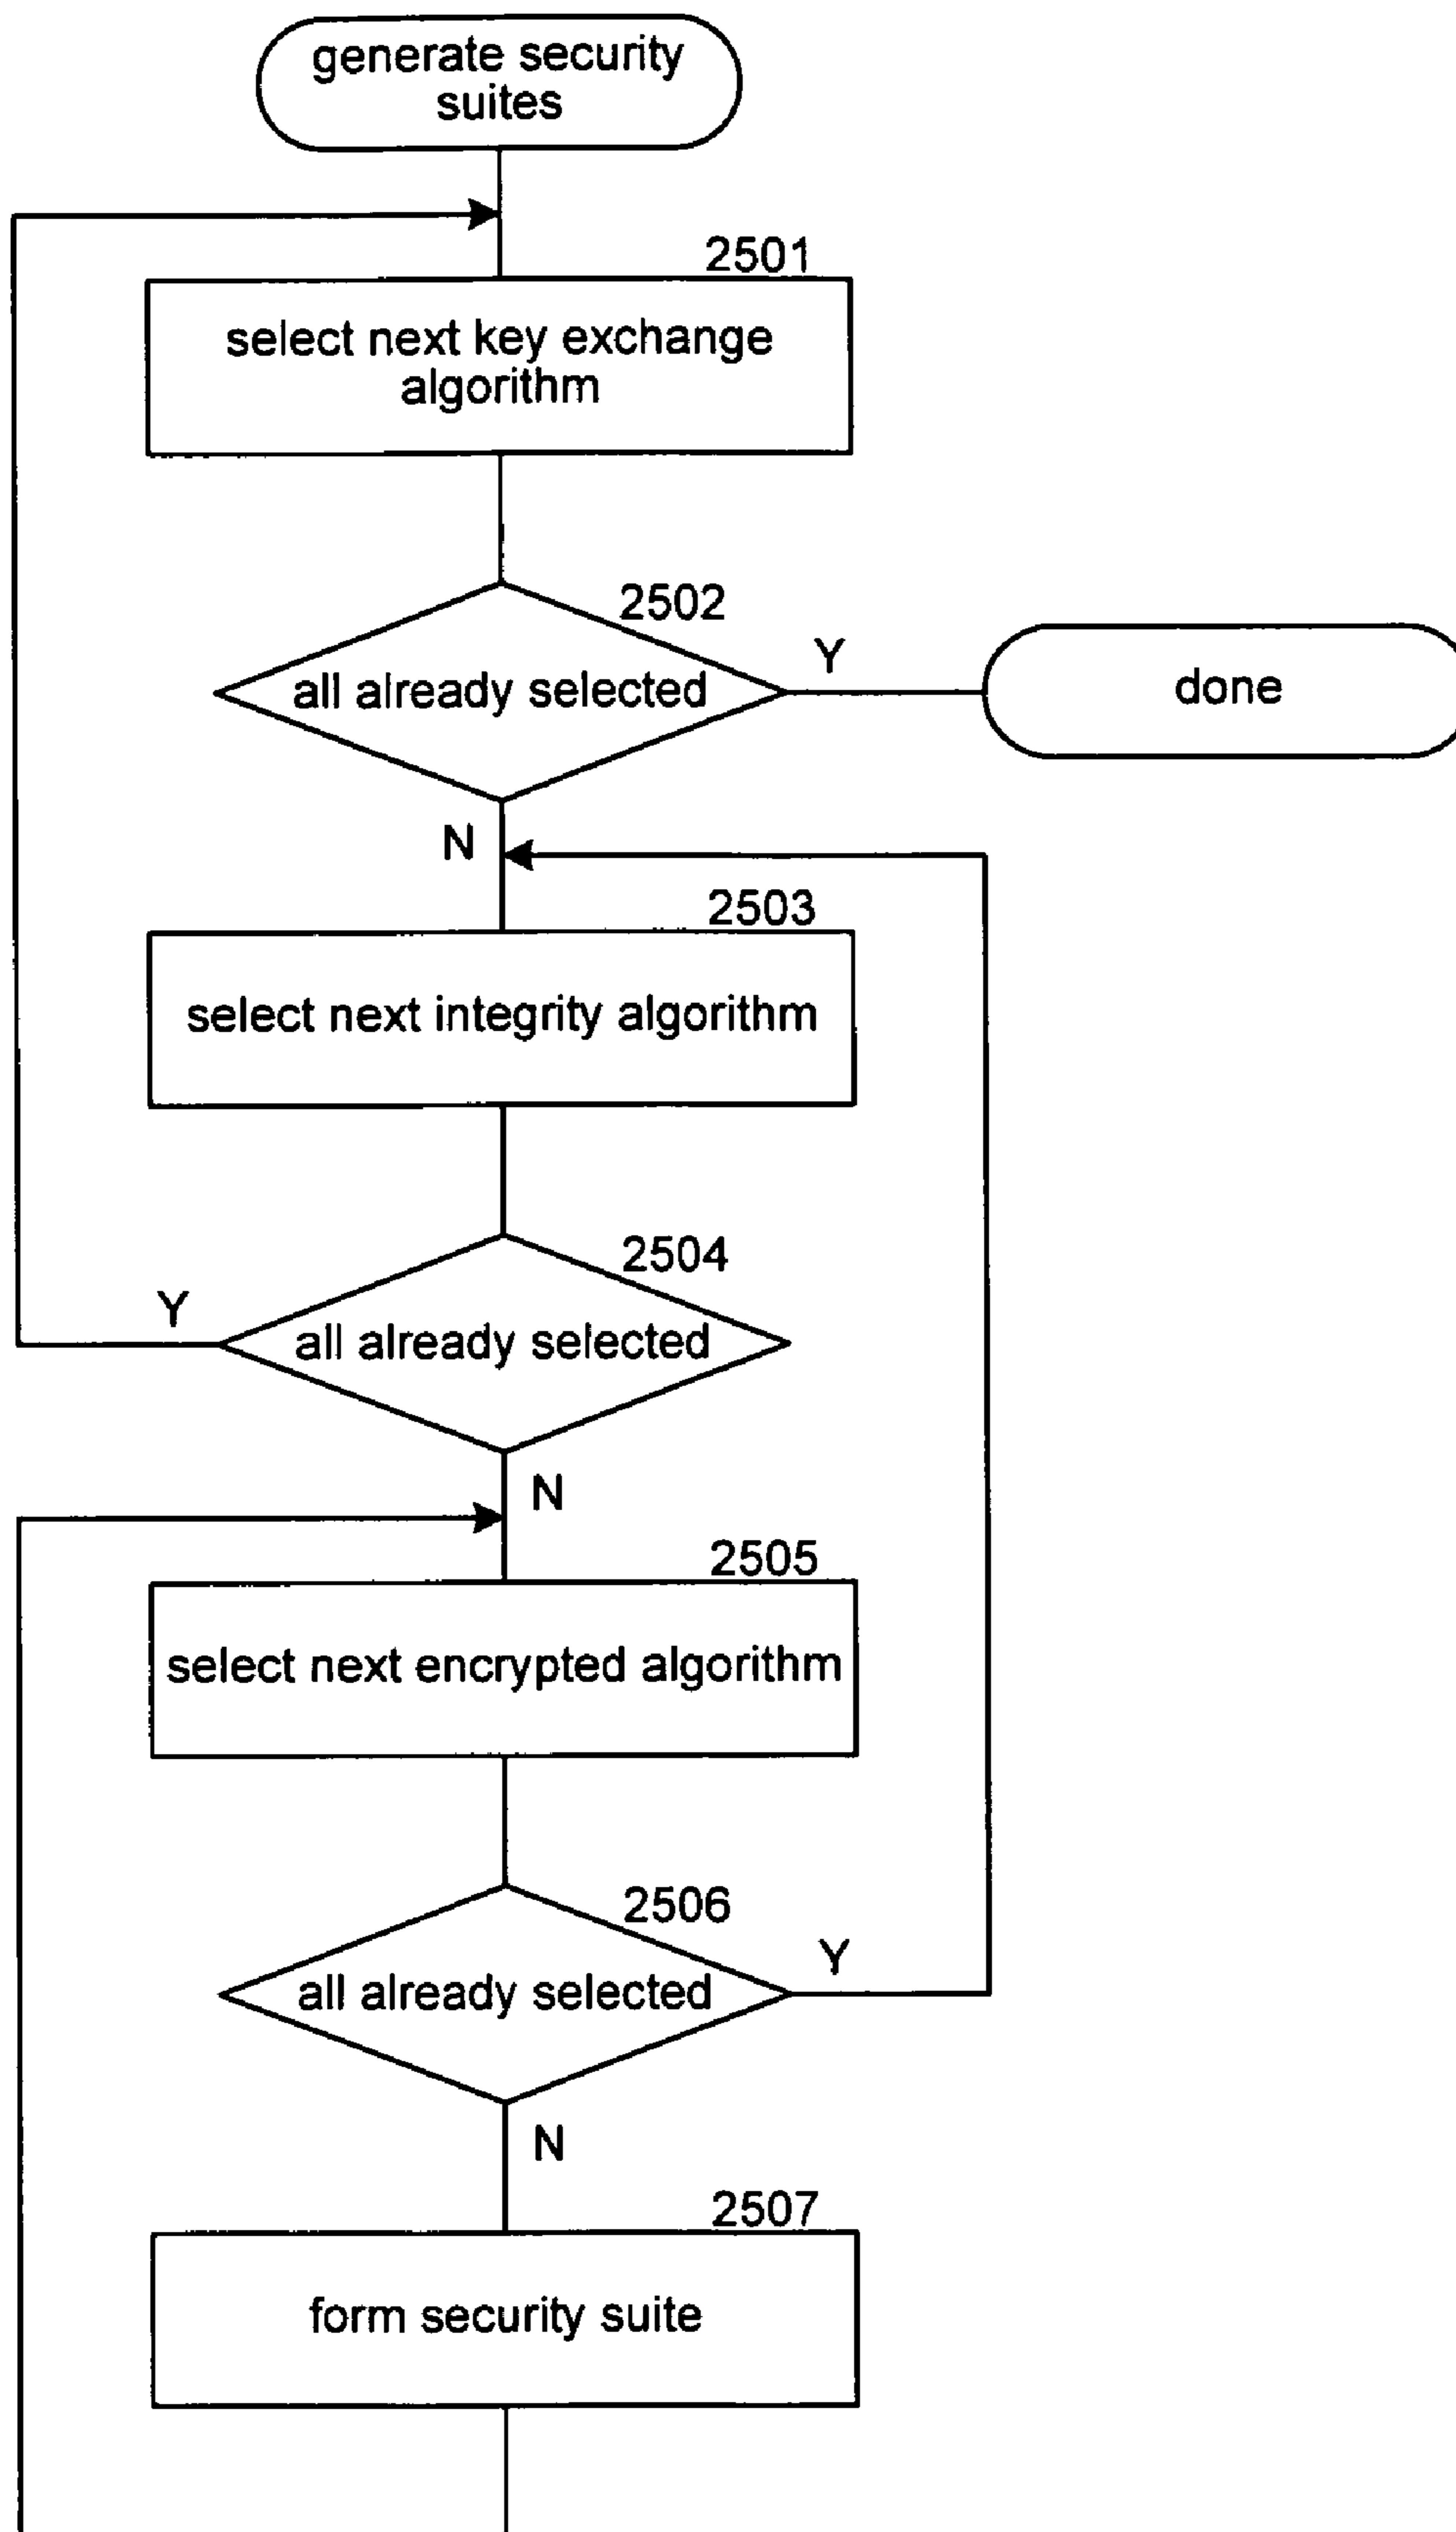 generate security
suites
2501
select next key exchange
algorithm
2502
all already selected
Y
done
N
2503
select next integrity algorithm
2504
Y
all already selected
N
2505
select next encrypted algorithm
2506
all already selected
Y
N
2507
form security suite